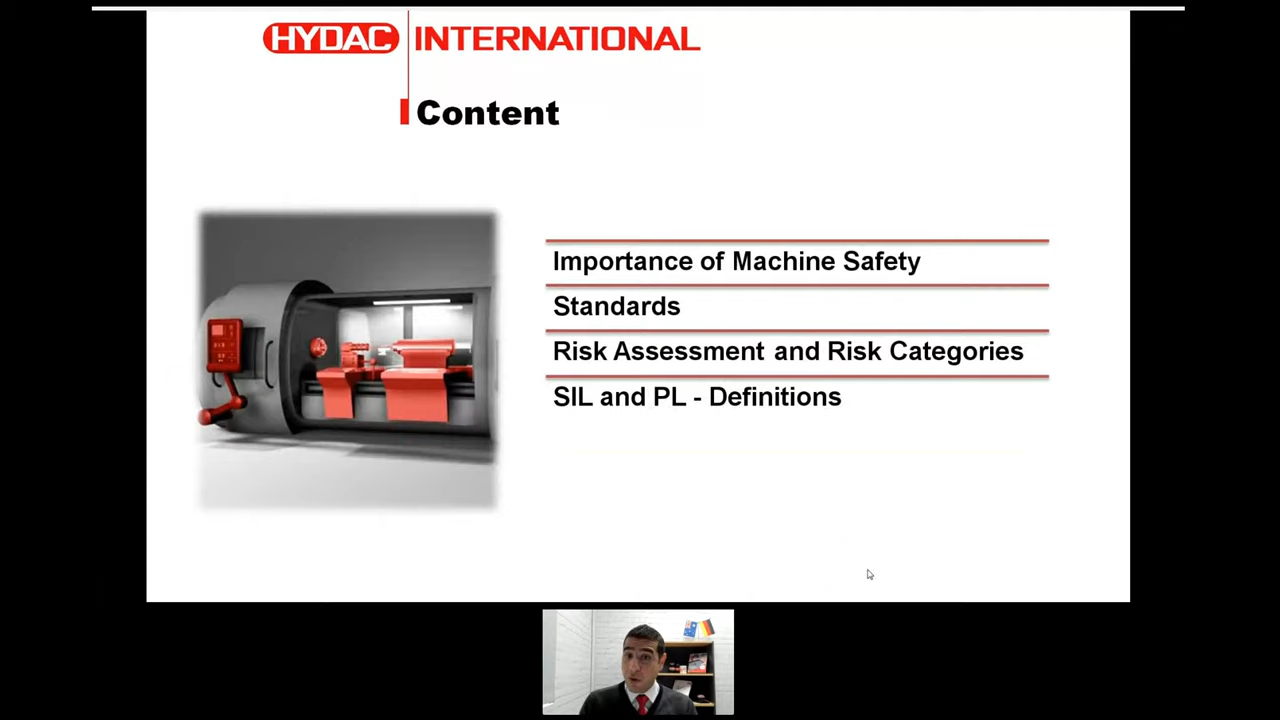 HYDAC INTERNATIONAL
Content
Importance of Machine Safety
Standards
Risk Assessment and Risk Categories
SIL and PL - Definitions